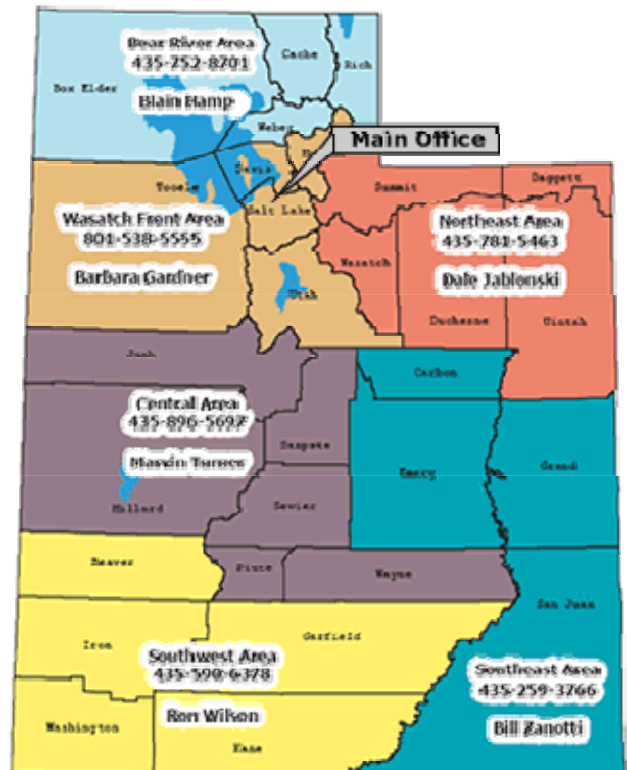 Bear River Area
435-752-8701
Blain Hamp
Box Elder
Cache
Rich
Weber
Main Office
Davis
Tooele
Salt Lake
Summit
Daggett
Wasatch Front Area
801-538-5555
Barbara Gardner
Northeast Area
435-781-5463
Dale Jablonski
Wasatch
Utah
Duchesne
Uintah
Juab
Carbon
Central Area
435-896-5697
Sanpete
Emery
Grand
Millard
Sevier
Beaver
Piute
Wayne
San Juan
Iron
Garfield
Southwest Area
435-590-6378
Ron Wilson
Southeast Area
435-259-3766
Bill Zanotti
Washington
Kane